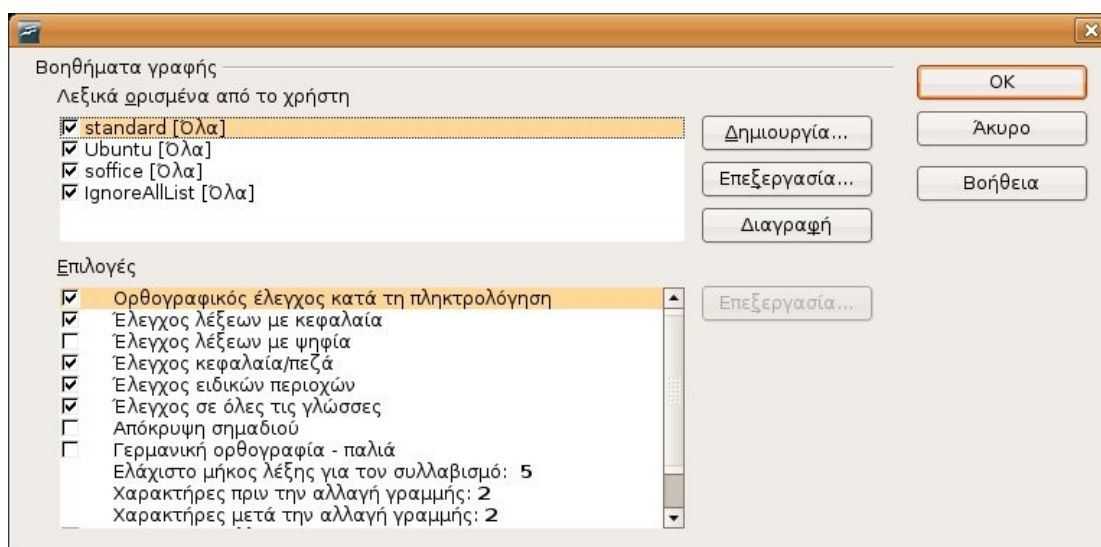 Βοηθήματα γραφής
Λεξικά ορισμένα από το χρήστη
standard [Όλα]
Ubuntu [Όλα]
soffice [Όλα]
IgnoreAllList [Όλα]
Δημιουργία...
Επεξεργασία...
Διαγραφή
OK
Άκυρο
Βοήθεια
Επιλογές
Ορθογραφικός έλεγχος κατά τη πληκτρολόγηση
Έλεγχος λέξεων με κεφαλαία
Έλεγχος λέξεων με ψηφία
Έλεγχος κεφαλαία/πεζά
Έλεγχος ειδικών περιοχών
Έλεγχος σε όλες τις γλώσσες
Απόκρυψη σημαδιού
Γερμανική ορθογραφία - παλιά
Ελάχιστο μήκος λέξης για τον συλλαβισμό: 5
Χαρακτήρες πριν την αλλαγή γραμμής: 2
Χαρακτήρες μετά την αλλαγή γραμμής: 2
Επεξεργασία...